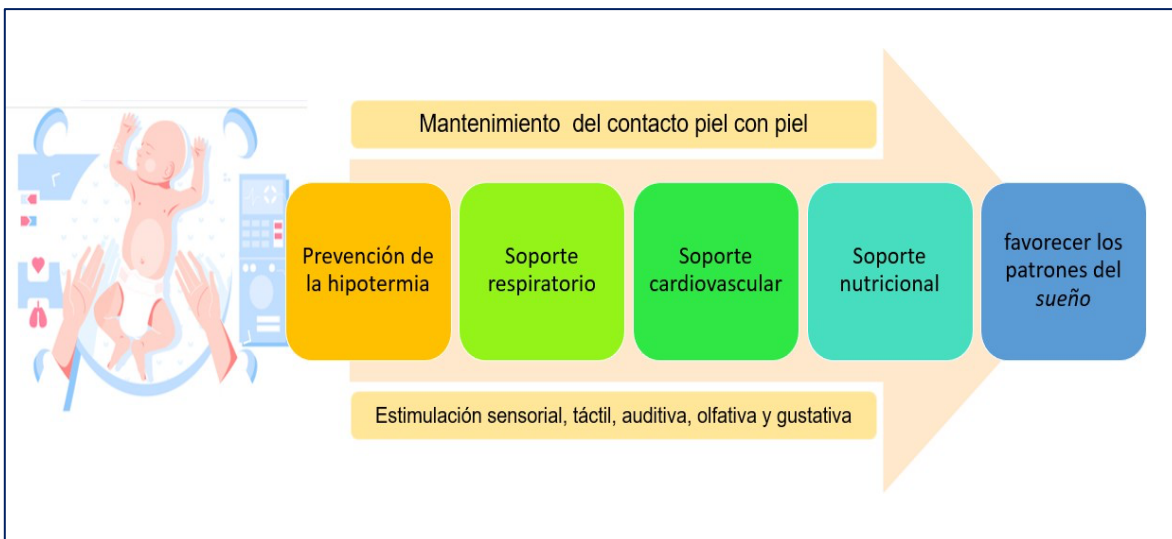 Mantenimiento del contacto piel con piel
Prevención de
la hipotermia
Soporte
respiratorio
Soporte
cardiovascular
Soporte
nutricional
favorecer los
patrones del
sueño
Estimulación sensorial, táctil, auditiva, olfativa y gustativa